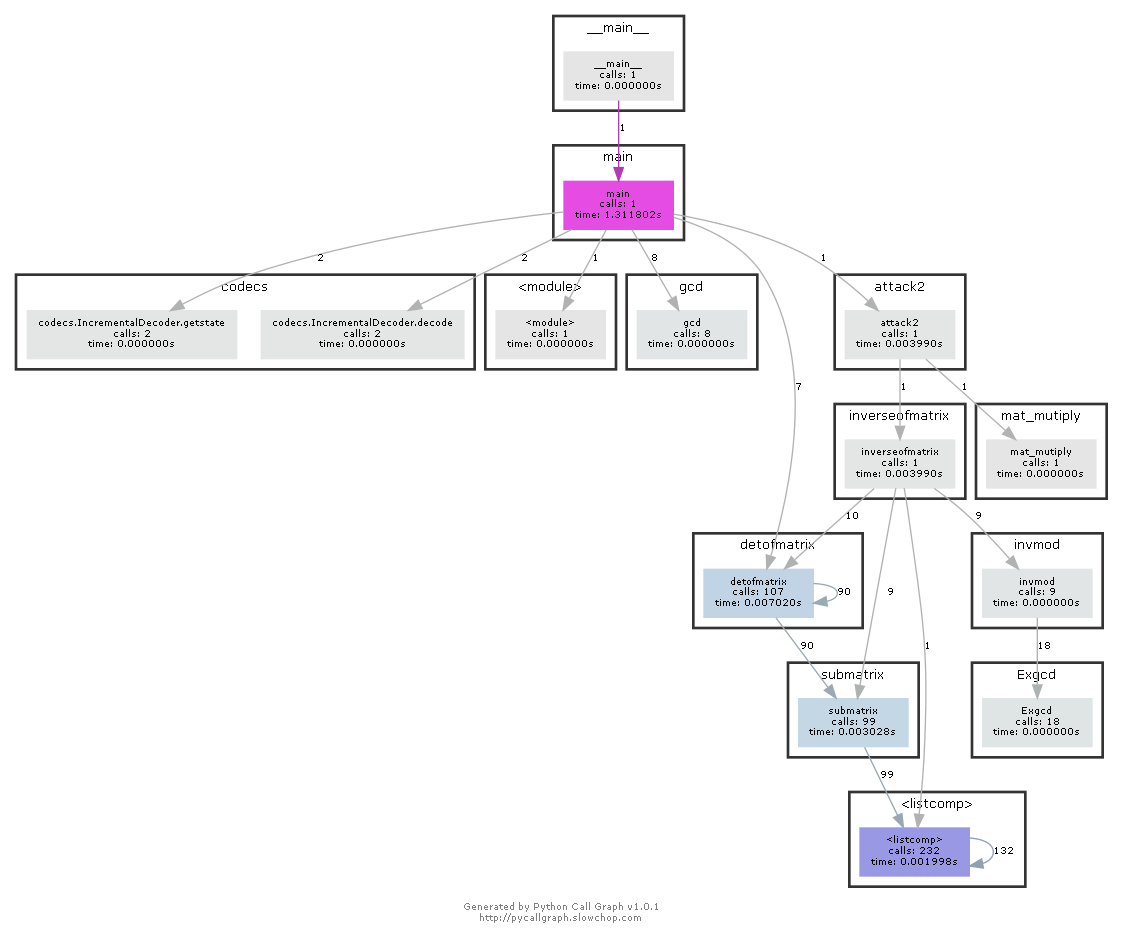 __main__
__main__
calls: 1
time: 0.000000s
1
main
main
calls: 1
time: 1.311802s
2
2
1
8
1
codecs
codecs.IncrementalDecoder.getstate
calls: 2
time: 0.000000s
codecs.IncrementalDecoder.decode
calls: 2
time: 0.000000s
<module>
<module>
calls: 1
time: 0.000000s
gcd
gcd
calls: 8
time: 0.000000s
attack2
attack2
calls: 1
time: 0.003990s
7
1
1
inverseofmatrix
inverseofmatrix
calls: 1
time: 0.003990s
mat_mutiply
mat_mutiply
calls: 1
time: 0.000000s
10
9
detofmatrix
detofmatrix
calls: 107
time: 0.007020s
90
9
invmod
invmod
calls: 9
time: 0.000000s
90
1
18
submatrix
submatrix
calls: 99
time: 0.003028s
Exgcd
Exgcd
calls: 18
time: 0.000000s
99
<listcomp>
<listcomp>
calls: 232
time: 0.001998s
132
Generated by Python Call Graph v1.0.1
http://pycallgraph.slowchop.com